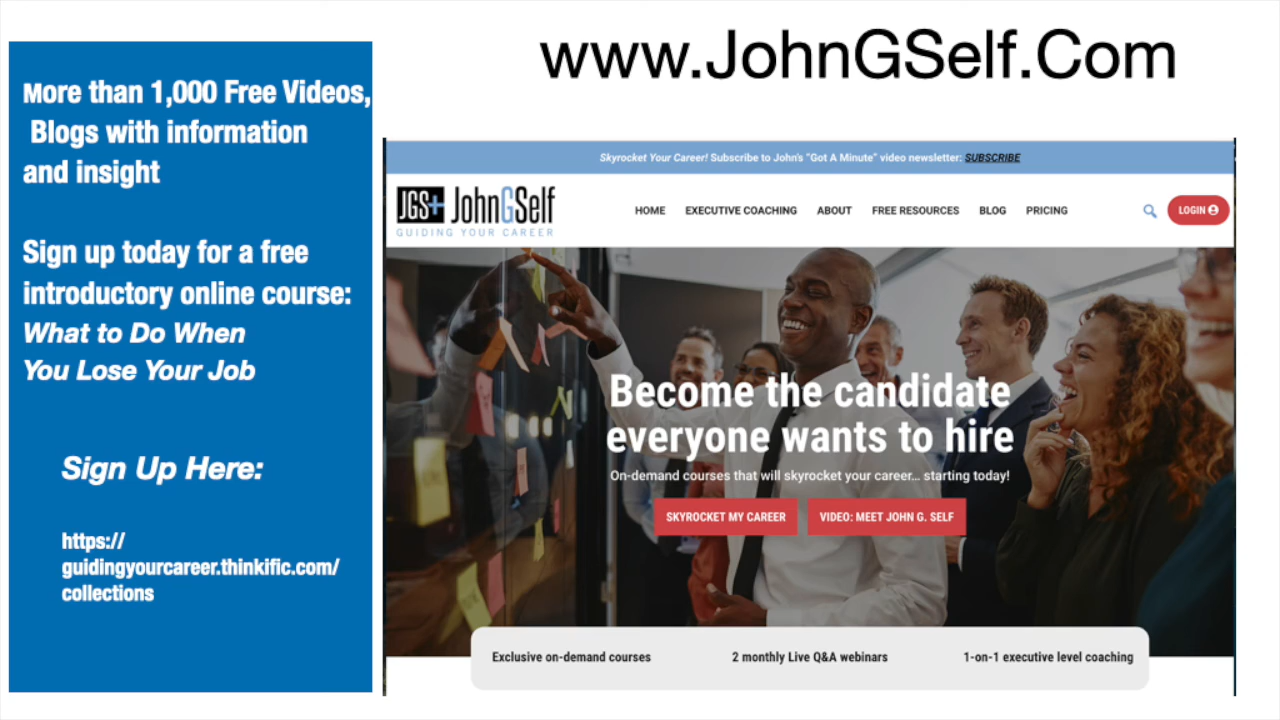 www.JohnGSelf.Com
More than 1,000 Free Videos,
Blogs with information
and insight
Sign up today for a free
introductory online course:
What to Do When
You Lose Your Job
Sign Up Here:
https://
guidingyourcareer.thinkific.com/
collections
Skyrocket Your Career! Subscribe to John's "Got A Minute" video newsletter: SUBSCRIBE
JGS+ JohnGSelf
GUIDING YOUR CAREER
HOME EXECUTIVE COACHING ABOUT FREE RESOURCES BLOG PRICING LOGIN
Become the candidate
everyone wants to hire
On-demand courses that will skyrocket your career... starting today!
SKYROCKET MY CAREER VIDEO: MEET JOHN G. SELF
Exclusive on-demand courses 2 monthly Live Q&A webinars 1-on-1 executive level coaching